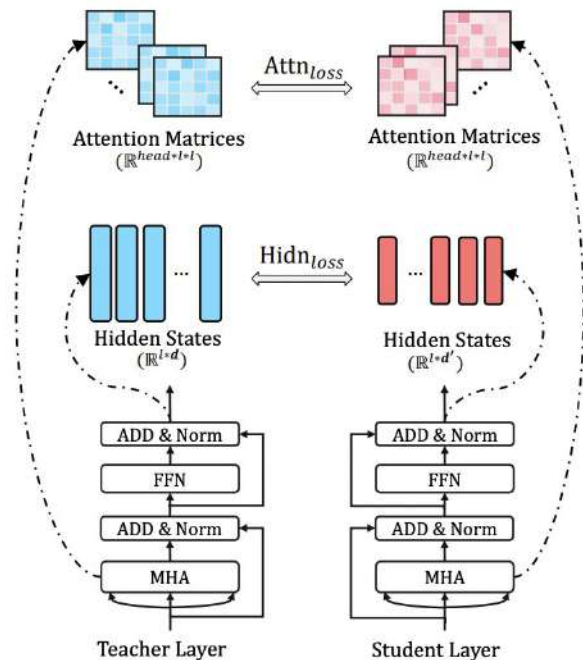 Attn_loss
Attention Matrices
(ℝ^{head*l*l})
Attention Matrices
(ℝ^{head*l*l})
...
Hidn_loss
...
Hidden States
(ℝ^{l*d})
Hidden States
(ℝ^{l*d'})
ADD & Norm
ADD & Norm
FFN
FFN
ADD & Norm
ADD & Norm
MHA
MHA
Teacher Layer
Student Layer